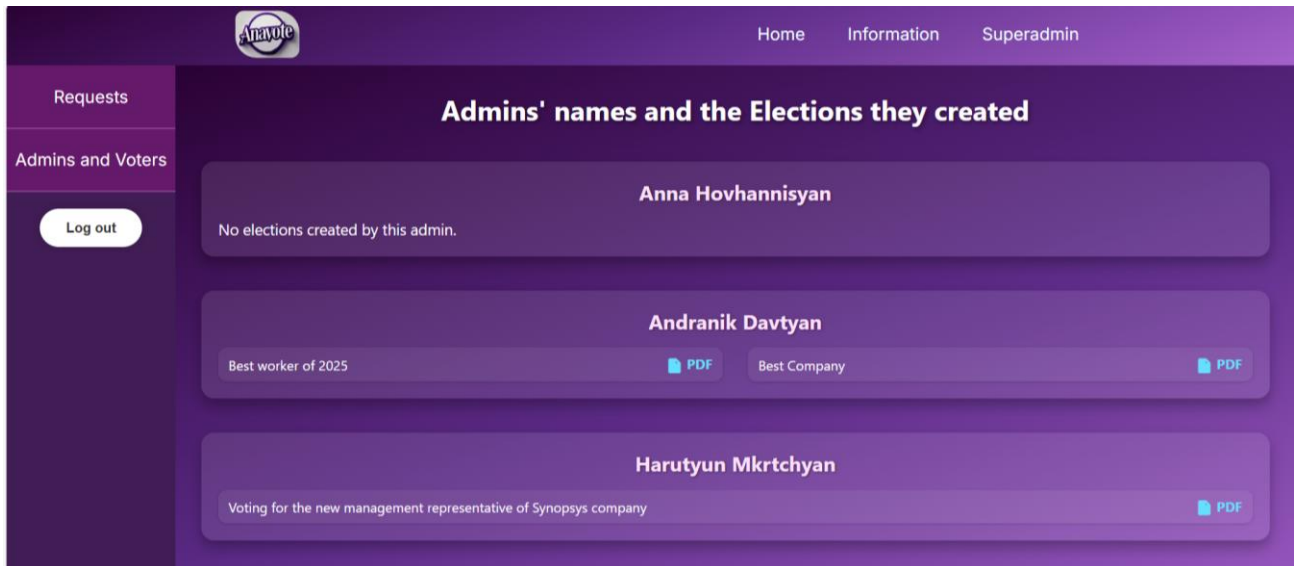 Anavote
Home Information Superadmin
Requests
Admins and Voters
Log out
Admins' names and the Elections they created
Anna Hovhannisyan
No elections created by this admin.
Andranik Davtyan
Best worker of 2025 PDF Best Company PDF
Harutyun Mkrtchyan
Voting for the new management representative of Synopsys company PDF